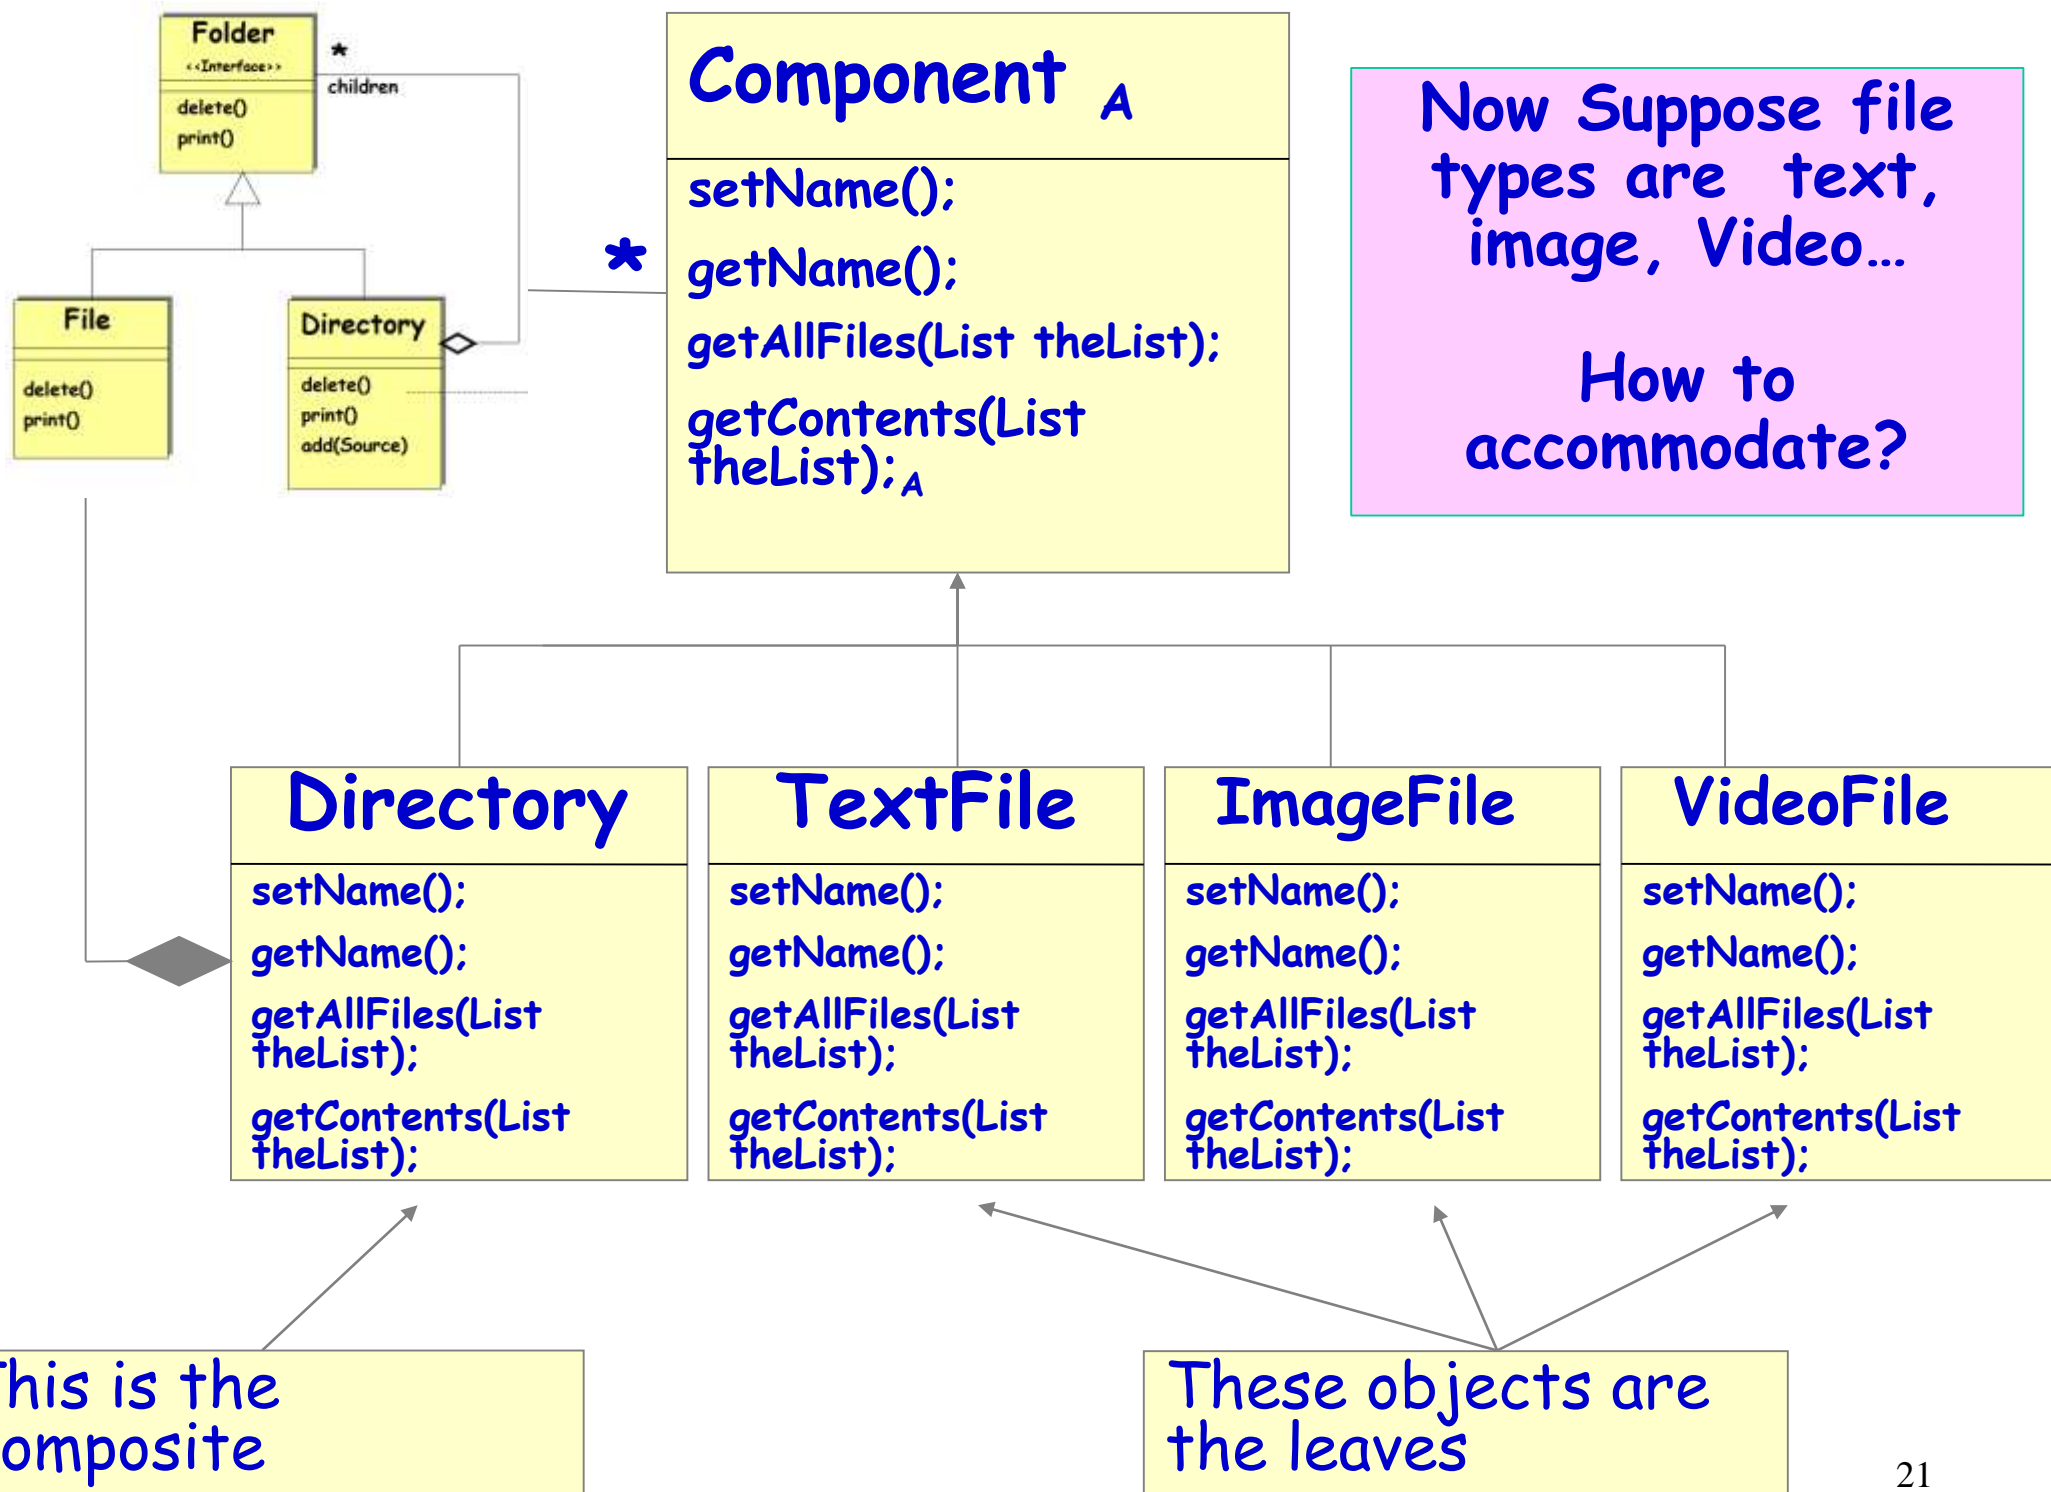 Folder
<<Interface>>
delete()
print()
*
children
File
delete()
print()
Directory
delete()
print()
add(Source)
*
Component A
setName();
getName();
getAllFiles(List theList);
getContents(List
theList);A
Now Suppose file
types are text,
image, Video...
How to
accommodate?
Directory
setName();
getName();
getAllFiles(List
theList);
getContents(List
theList);
TextFile
setName();
getName();
getAllFiles(List
theList);
getContents(List
theList);
ImageFile
setName();
getName();
getAllFiles(List
theList);
getContents(List
theList);
VideoFile
setName();
getName();
getAllFiles(List
theList);
getContents(List
theList);
This is the
omposite
These objects are
the leaves
21